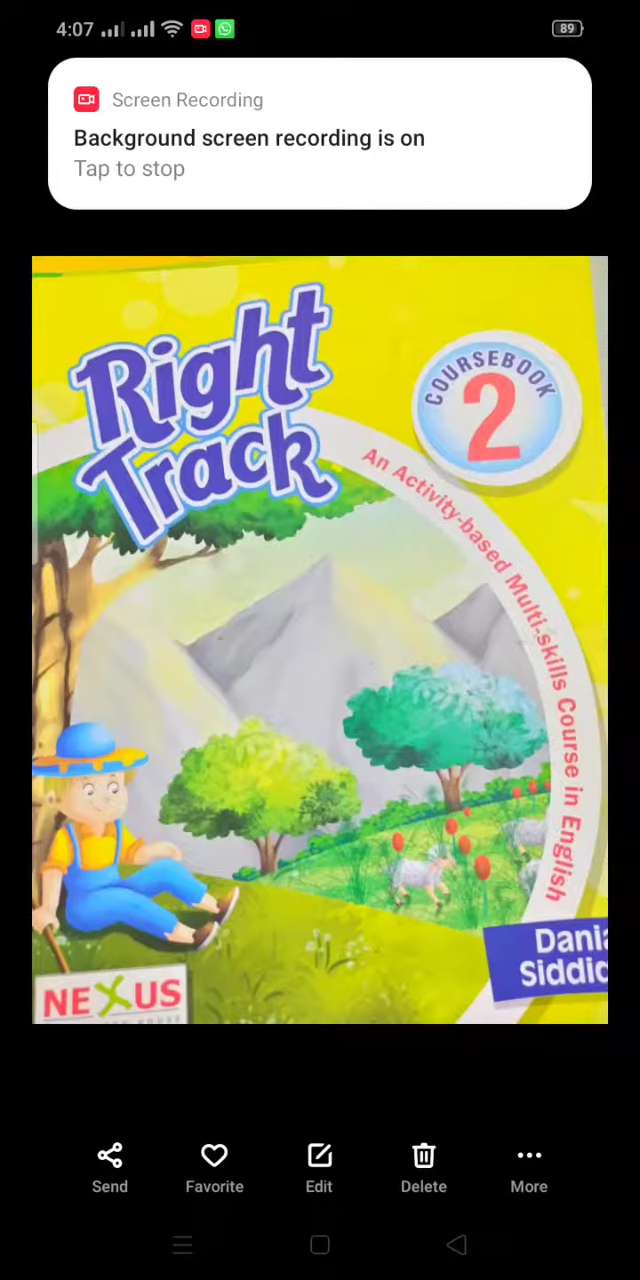 4:07
89
Screen Recording
Background screen recording is on
Tap to stop
Right
Track
COURSEBOOK
2
An Activity-based Multi-skills Course in English
NEXUS
Send
Favorite
Edit
Delete
More